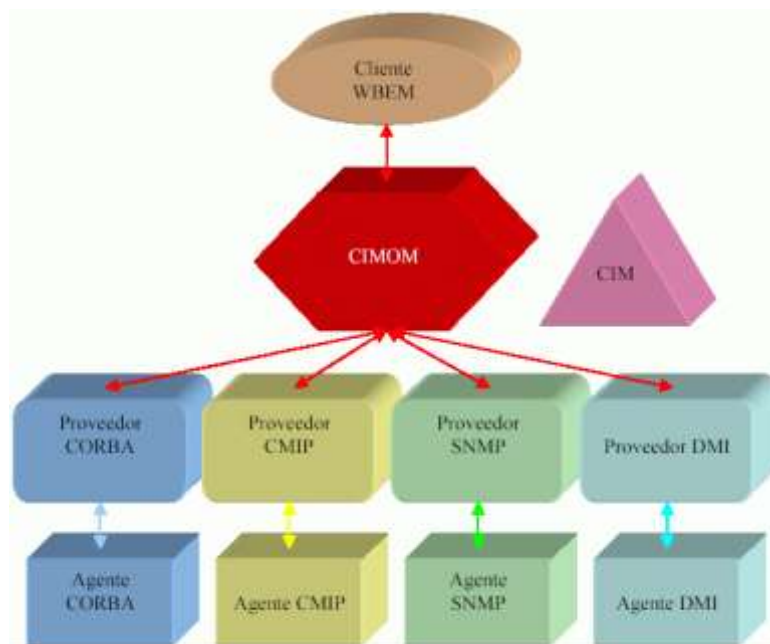 Cliente
WBEM
CIMOM
CIM
Proveedor
CORBA
Proveedor
CMIP
Proveedor
SNMP
Proveedor DMI
Agente
CORBA
Agente CMIP
Agente
SNMP
Agente DMI